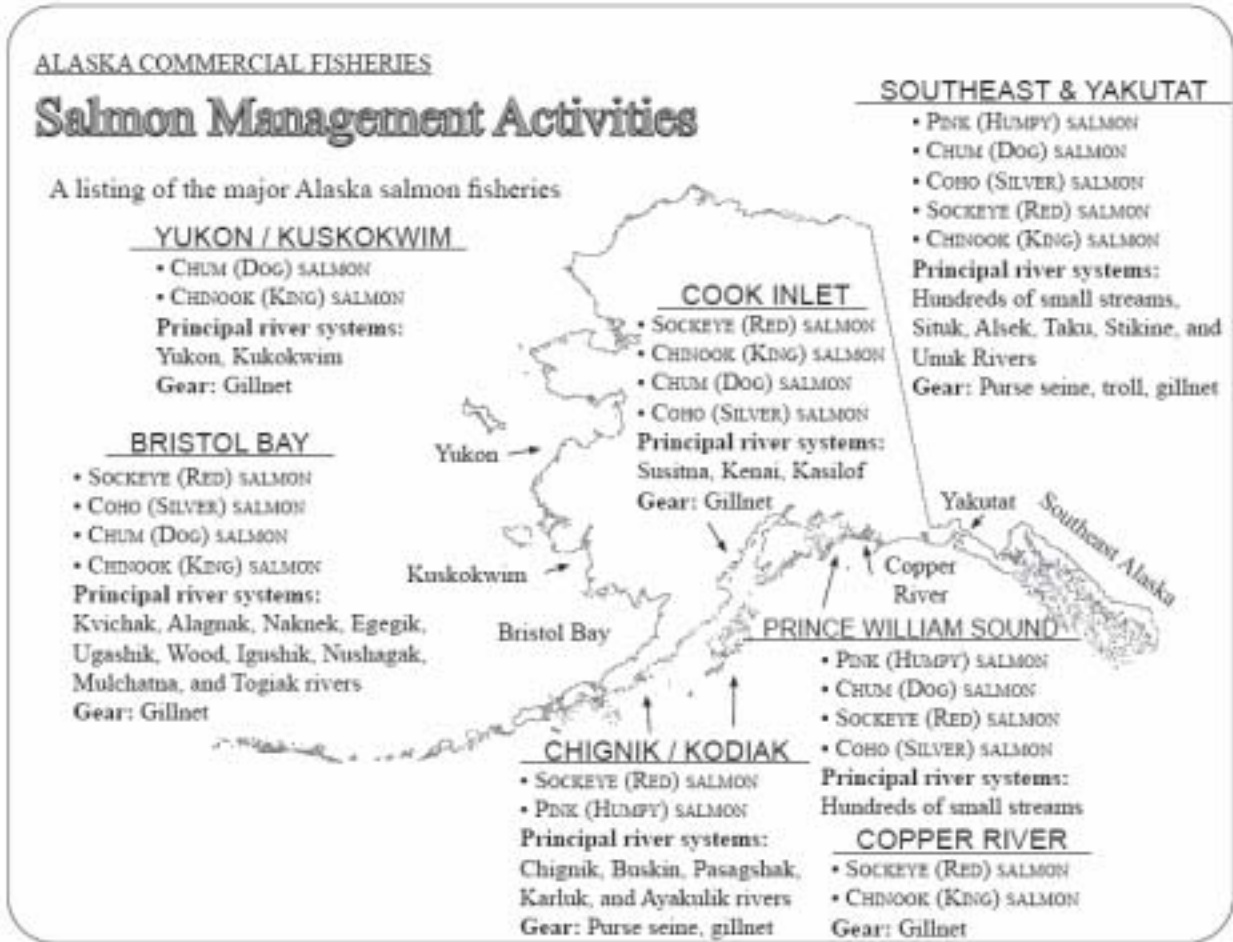 ALASKA COMMERCIAL FISHERIES
Salmon Management Activities
A listing of the major Alaska salmon fisheries
YUKON / KUSKOKWIM
• CHUM (DOG) SALMON
• CHINOOK (KING) SALMON
Principal river systems:
Yukon, Kukokwim
Gear: Gillnet
BRISTOL BAY
• SOCKEYE (RED) SALMON
• COHO (SILVER) SALMON
• CHUM (DOG) SALMON
• CHINOOK (KING) SALMON
Principal river systems:
Kvichak, Alagnak, Naknek, Egegik,
Ugashik, Wood, Igushik, Nushagak,
Mulchatna, and Togiak rivers
Gear: Gillnet
COOK INLET
• SOCKEYE (RED) SALMON
• CHINOOK (KING) SALMON
• CHUM (DOG) SALMON
• COHO (SILVER) SALMON
Principal river systems:
Susitna, Kenai, Kasilof
Gear: Gillnet
SOUTHEAST & YAKUTAT
• PINK (HUMPY) SALMON
• CHUM (DOG) SALMON
• COHO (SILVER) SALMON
• SOCKEYE (RED) SALMON
• CHINOOK (KING) SALMON
Principal river systems:
Hundreds of small streams,
Situk, Alsek, Taku, Stikine, and
Unuk Rivers
Gear: Purse seine, troll, gillnet
Yukon
Kuskokwim
Bristol Bay
Yakutat
Southeast Alaska
Copper
River
PRINCE WILLIAM SOUND
• PINK (HUMPY) SALMON
• CHUM (DOG) SALMON
• SOCKEYE (RED) SALMON
• COHO (SILVER) SALMON
Principal river systems:
Hundreds of small streams
CHIGNIK / KODIAK
• SOCKEYE (RED) SALMON
• PINK (HUMPY) SALMON
Principal river systems:
Chignik, Buskin, Pasagshak,
Karluk, and Ayakulik rivers
Gear: Purse seine, gillnet
COPPER RIVER
• SOCKEYE (RED) SALMON
• CHINOOK (KING) SALMON
Gear: Gillnet